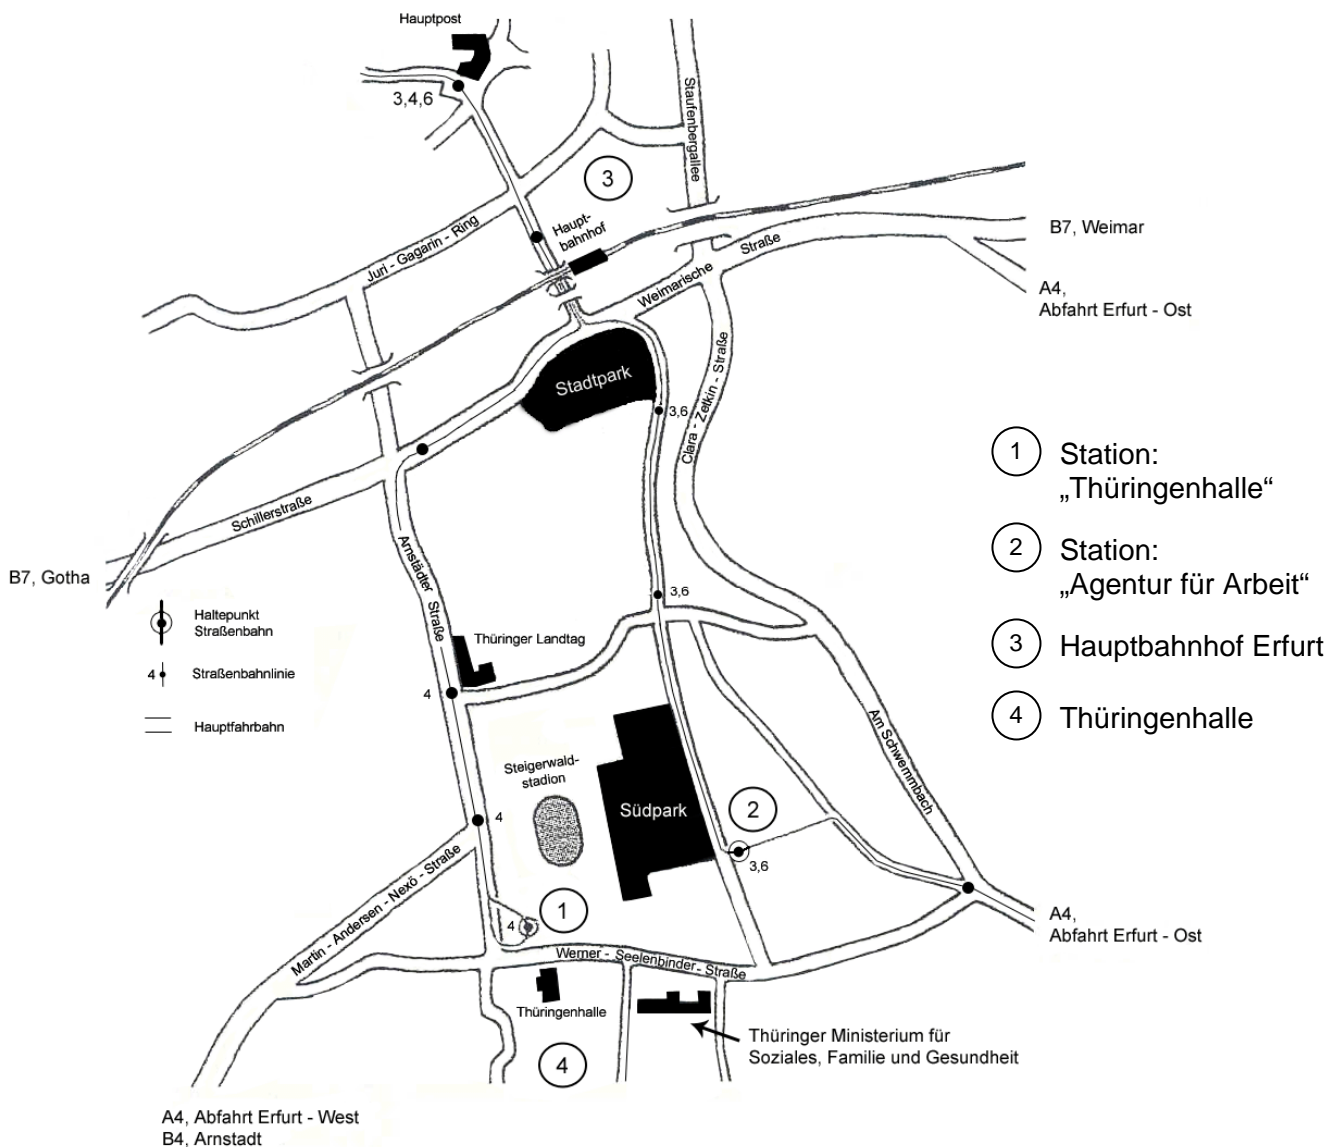 Hauptpost
3,4,6
Staufenbergallee
3
Haupt-
bahnhof
Juri - Gagarin - Ring
Weimarische
Straße
B7, Weimar
A4,
Abfahrt Erfurt - Ost
Stadtpark
3,6
Clara - Zetkin - Straße
Schillerstraße
B7, Gotha
Arnstädter Straße
3,6
1
Station:
„Thüringenhalle“
2
Station:
„Agentur für Arbeit“
3
Hauptbahnhof Erfurt
4
Thüringenhalle
Haltepunkt
Straßenbahn
4
Straßenbahnlinie
Hauptfahrbahn
Thüringer Landtag
4
Steigerwald-
stadion
4
Südpark
2
3,6
Am Schwemmbach
Martin - Andersen - Nexö - Straße
1
4
A4,
Abfahrt Erfurt - Ost
Werner - Seelenbinder - Straße
Thüringenhalle
4
Thüringer Ministerium für
Soziales, Familie und Gesundheit
A4, Abfahrt Erfurt - West
B4, Arnstadt